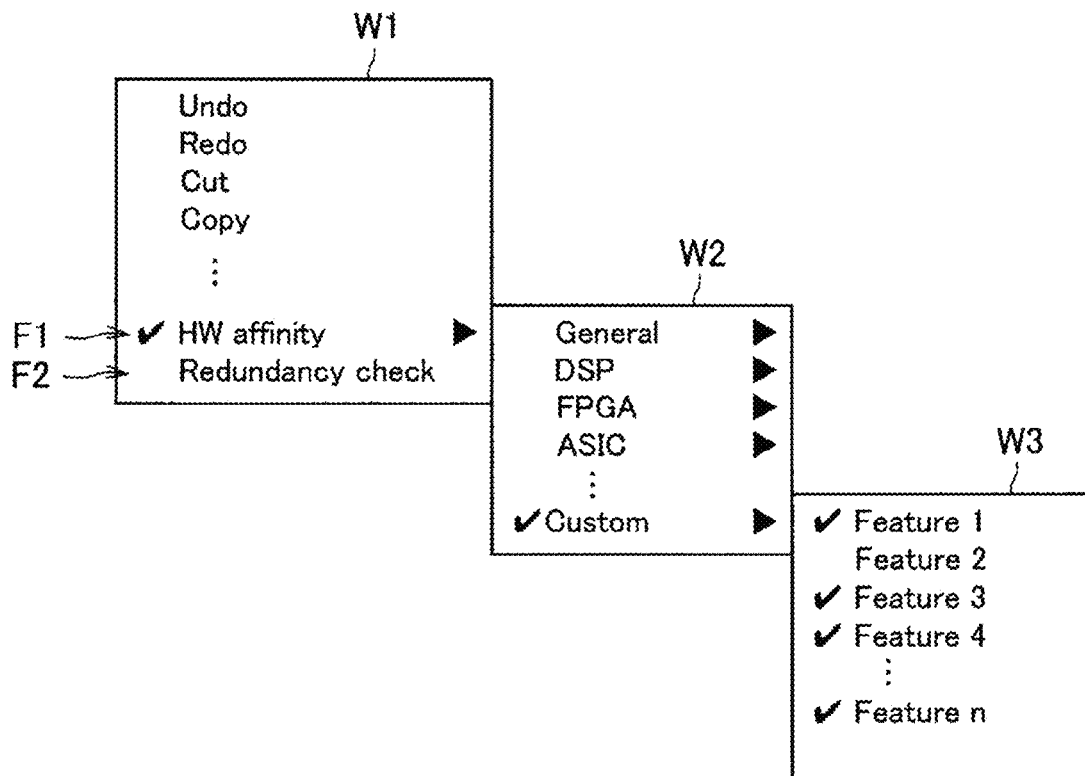 W1
Undo
Redo
Cut
Copy
⋮
F1 ✔ HW affinity ▶
F2 Redundancy check
W2
General ▶
DSP ▶
FPGA ▶
ASIC ▶
⋮
✔ Custom ▶
W3
✔ Feature 1
Feature 2
✔ Feature 3
✔ Feature 4
⋮
✔ Feature n